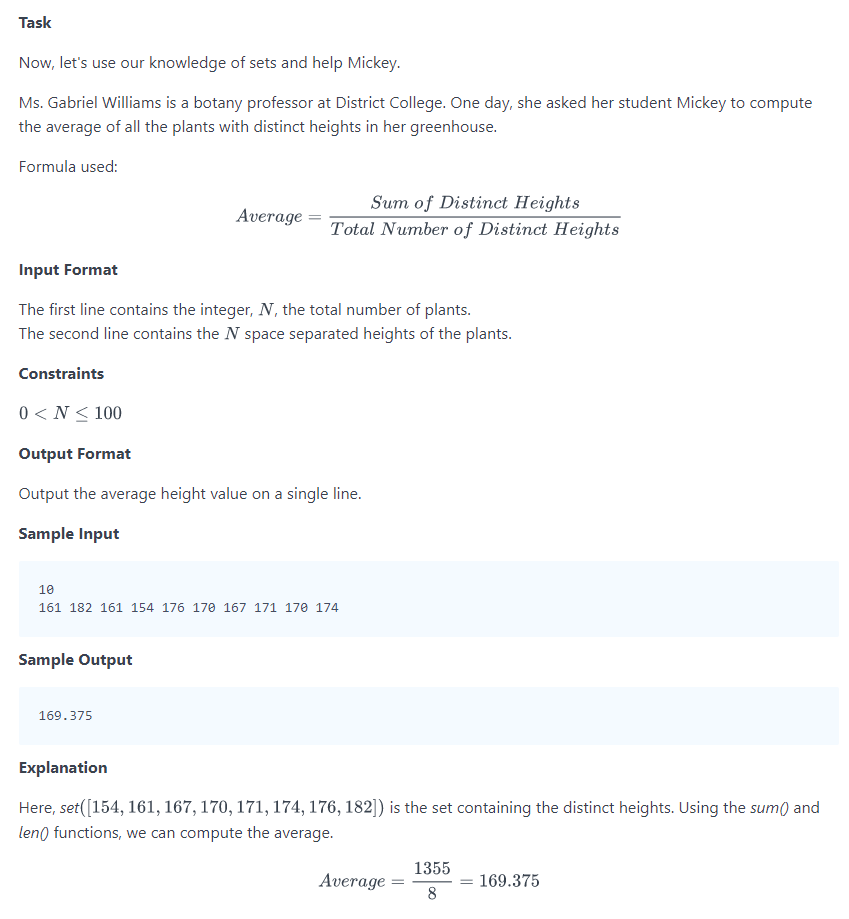 Task
Now, let's use our knowledge of sets and help Mickey.
Ms. Gabriel Williams is a botany professor at District College. One day, she asked her student Mickey to compute
the average of all the plants with distinct heights in her greenhouse.
Formula used:
Average = Sum of Distinct Heights / Total Number of Distinct Heights
Input Format
The first line contains the integer, N, the total number of plants.
The second line contains the N space separated heights of the plants.
Constraints
0 < N ≤ 100
Output Format
Output the average height value on a single line.
Sample Input
10
161 182 161 154 176 170 167 171 170 174
Sample Output
169.375
Explanation
Here, set([154, 161, 167, 170, 171, 174, 176, 182]) is the set containing the distinct heights. Using the sum() and
len() functions, we can compute the average.
Average = 1355 / 8 = 169.375